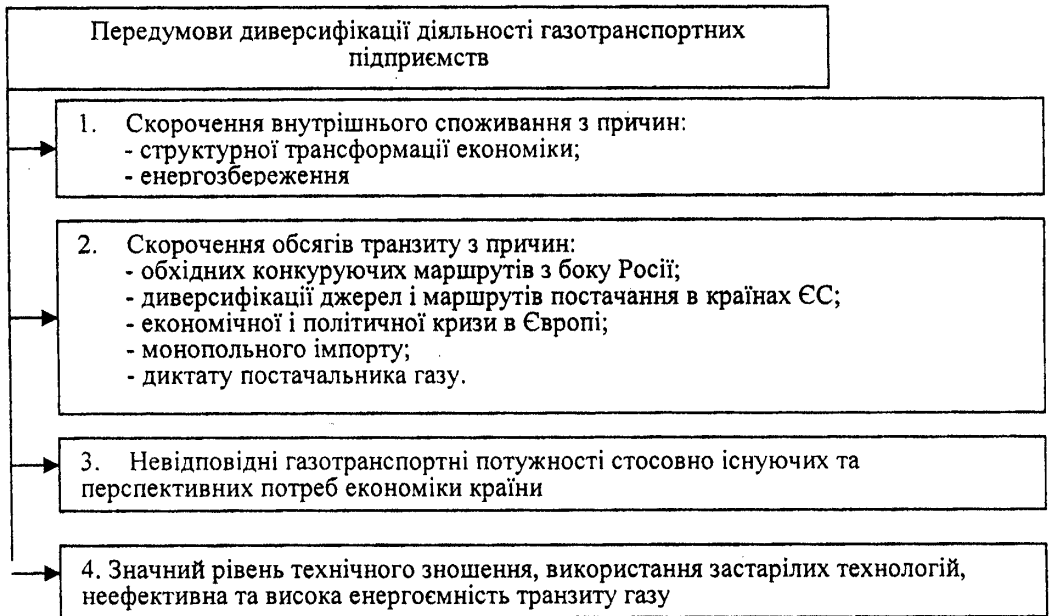 Передумови диверсифікації діяльності газотранспортних
підприємств
1. Скорочення внутрішнього споживання з причин:
- структурної трансформації економіки;
- енергозбереження
2. Скорочення обсягів транзиту з причин:
- обхідних конкуруючих маршрутів з боку Росії;
- диверсифікації джерел і маршрутів постачання в країнах ЄС;
- економічної і політичної кризи в Європі;
- монопольного імпорту;
- диктату постачальника газу.
3. Невідповідні газотранспортні потужності стосовно існуючих та
перспективних потреб економіки країни
4. Значний рівень технічного зношення, використання застарілих технологій,
неефективна та висока енергоємність транзиту газу